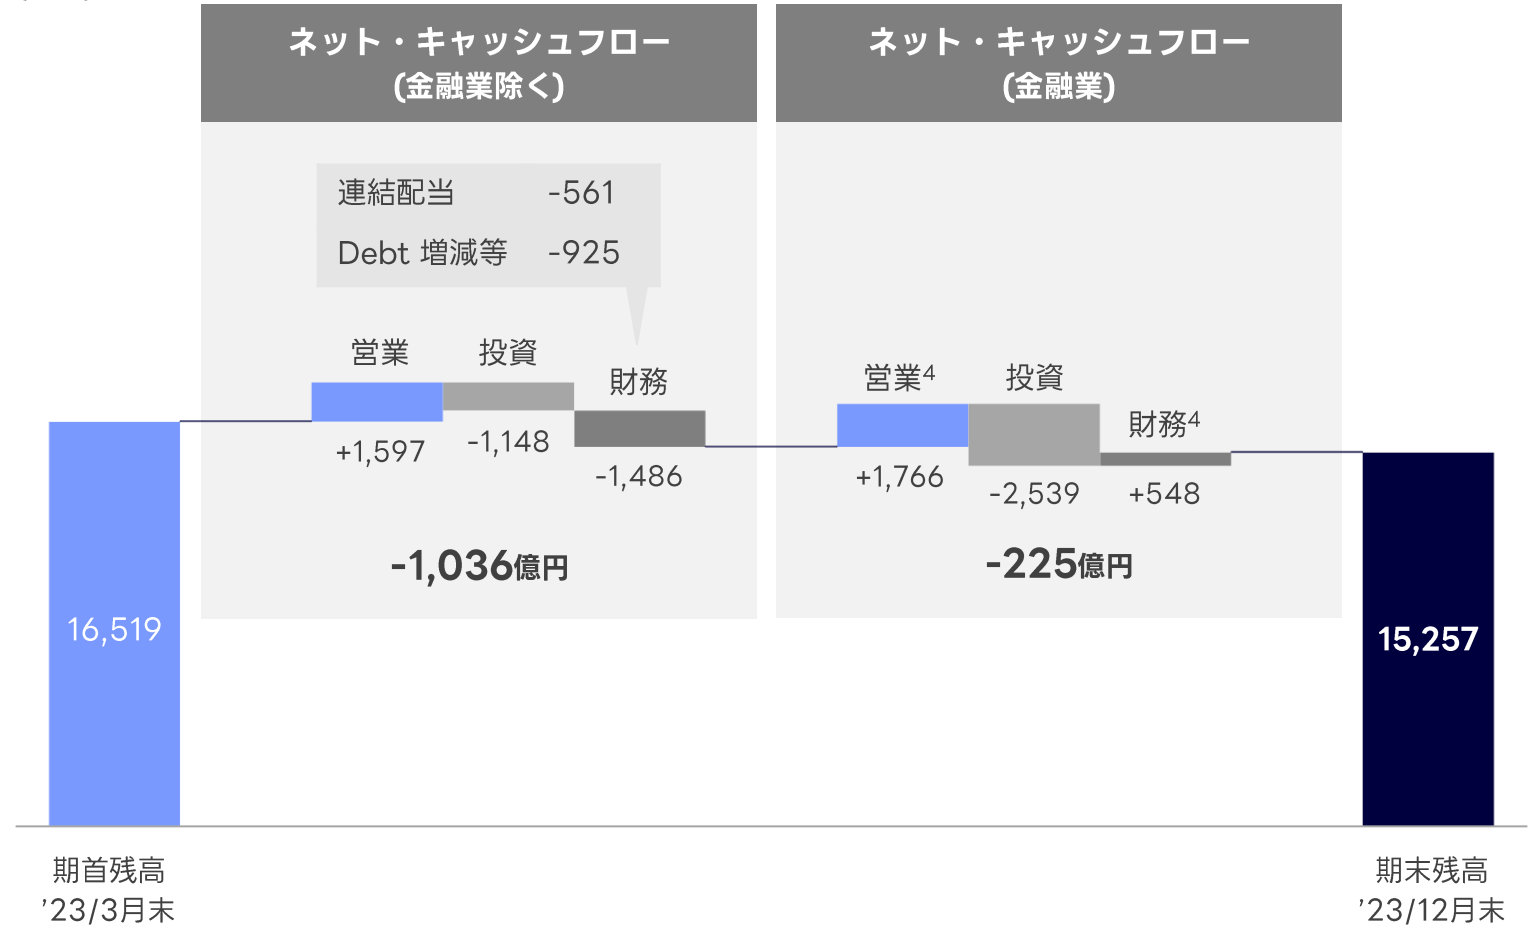 ネット・キャッシュフロー
(金融業除く)
連結配当 -561
Debt 増減等 -925
営業
投資
財務
+1,597
-1,148
-1,486
-1,036億円
ネット・キャッシュフロー
(金融業)
営業4
投資
財務4
+1,766
-2,539
+548
-225億円
16,519
15,257
期首残高
’23/3月末
期末残高
’23/12月末